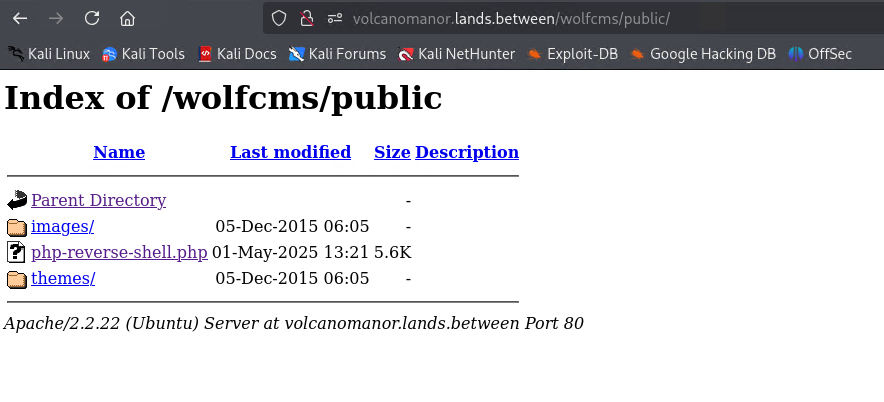 volcanomanor.lands.between/wolfcms/public/
Kali Linux Kali Tools Kali Docs Kali Forums Kali NetHunter Exploit-DB Google Hacking DB OffSec
Index of /wolfcms/public
Name Last modified Size Description
Parent Directory -
images/ 05-Dec-2015 06:05 -
php-reverse-shell.php 01-May-2025 13:21 5.6K
themes/ 05-Dec-2015 06:05 -
Apache/2.2.22 (Ubuntu) Server at volcanomanor.lands.between Port 80